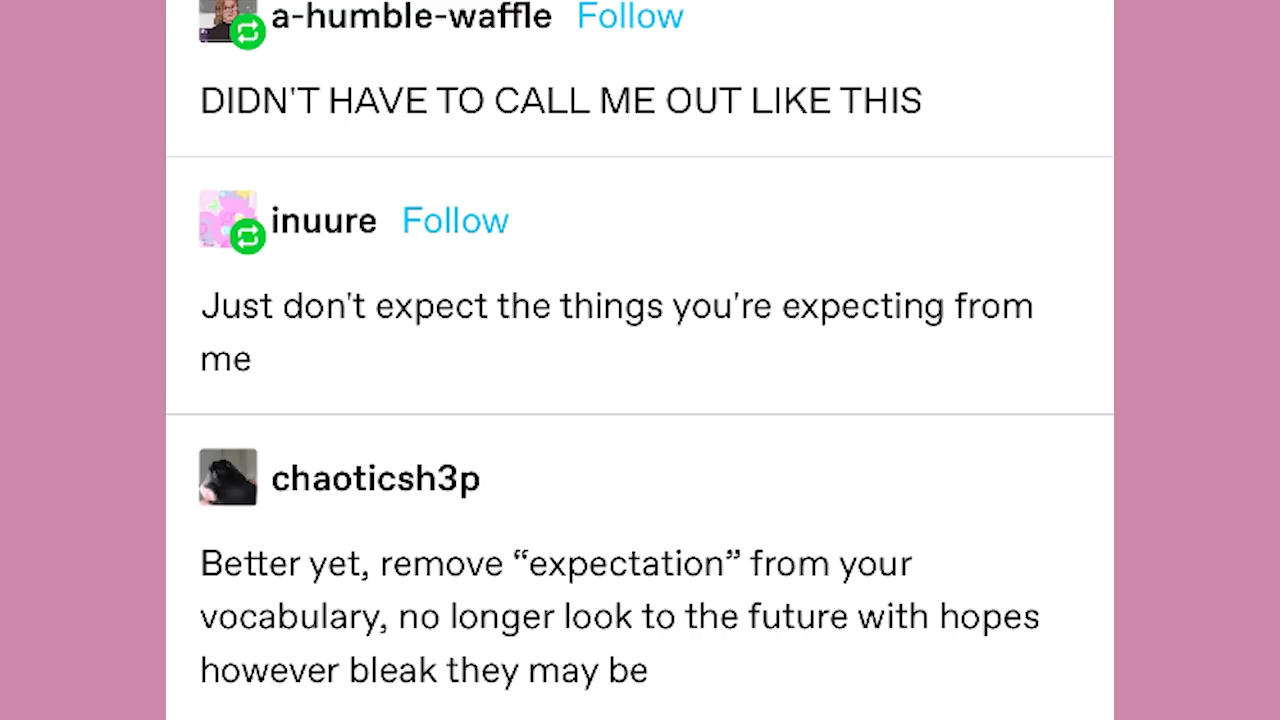 a-humble-waffle Follow
DIDN'T HAVE TO CALL ME OUT LIKE THIS
inuure Follow
Just don't expect the things you're expecting from
me
chaoticsh3p
Better yet, remove “expectation” from your
vocabulary, no longer look to the future with hopes
however bleak they may be